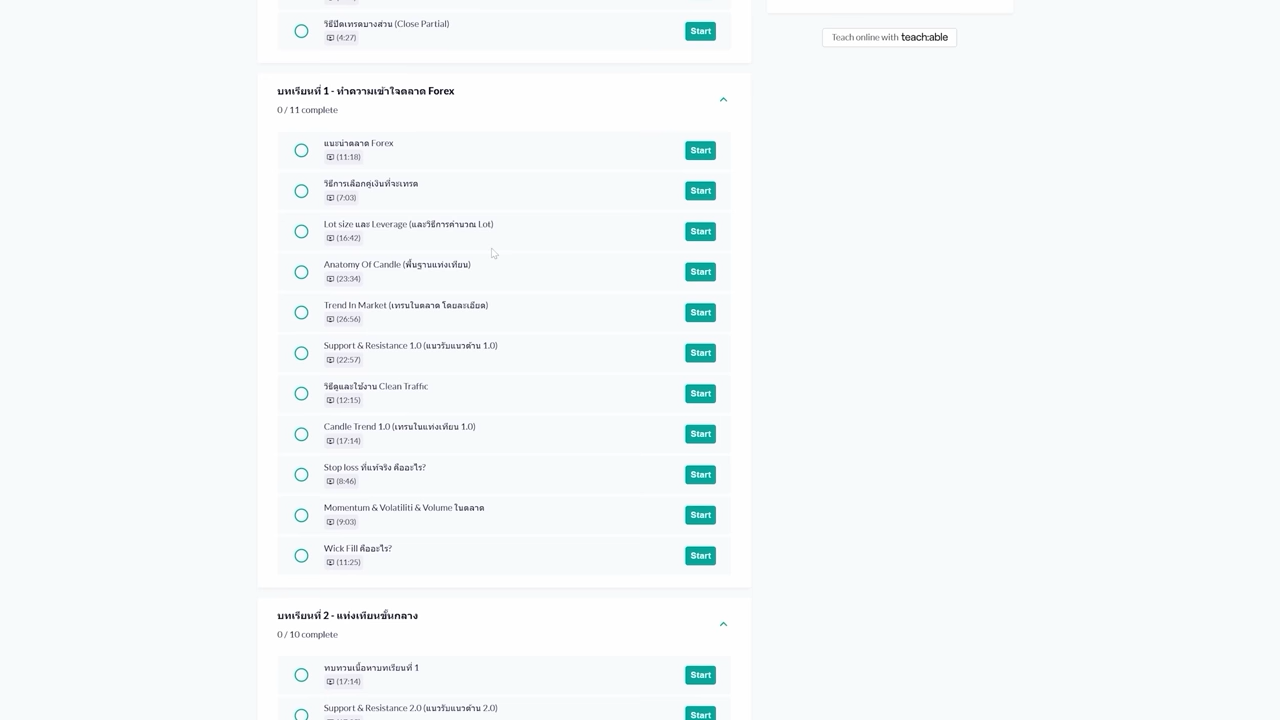 วิธีปิดเทรดบางส่วน (Close Partial)
(4:27)
Start
Teach online with teach:able
บทเรียนที่ 1 - ทำความเข้าใจตลาด Forex
0 / 11 complete
แนะนำตลาด Forex
(11:18)
Start
วิธีการเลือกคู่เงินที่จะเทรด
(7:03)
Start
Lot size และ Leverage (และวิธีการคำนวณ Lot)
(16:42)
Start
Anatomy Of Candle (พื้นฐานแท่งเทียน)
(23:34)
Start
Trend In Market (เทรนในตลาด โดยละเอียด)
(26:56)
Start
Support & Resistance 1.0 (แนวรับแนวต้าน 1.0)
(22:57)
Start
วิธีดูและใช้งาน Clean Traffic
(12:15)
Start
Candle Trend 1.0 (เทรนในแท่งเทียน 1.0)
(17:14)
Start
Stop loss ที่แท้จริง คืออะไร?
(8:46)
Start
Momentum & Volatiliti & Volume ในตลาด
(9:03)
Start
Wick Fill คืออะไร?
(11:25)
Start
บทเรียนที่ 2 - แท่งเทียนขั้นกลาง
0 / 10 complete
ทบทวนเนื้อหาบทเรียนที่ 1
(17:14)
Start
Support & Resistance 2.0 (แนวรับแนวต้าน 2.0)
Start